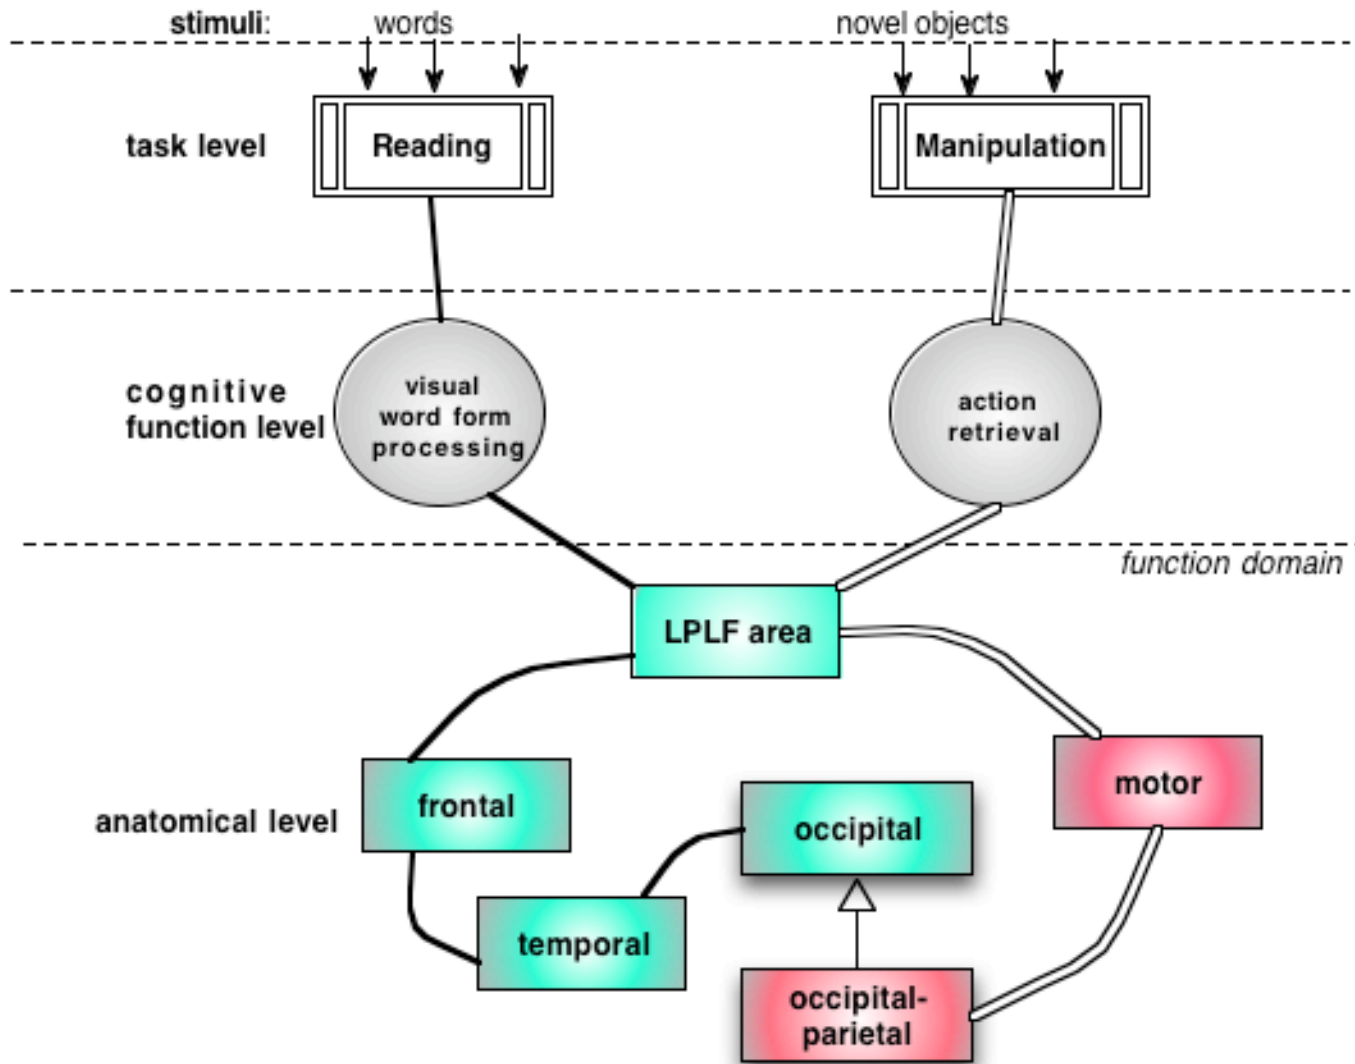 stimuli: words novel objects
task level
Reading
Manipulation
cognitive
function level
visual
word form
processing
action
retrieval
function domain
LPLF area
anatomical level
frontal
temporal
occipital
motor
occipital-
parietal